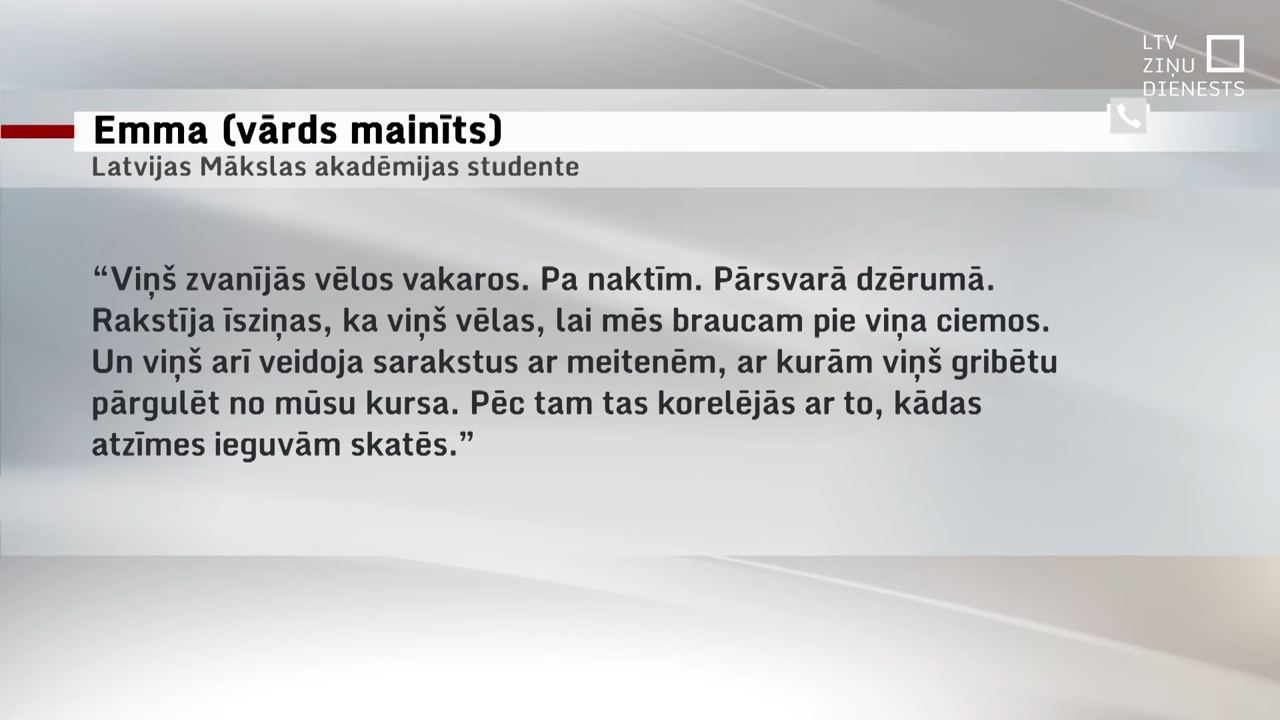 LTV
ZIŅU
DIENESTS
Emma (vārds mainīts)
Latvijas Mākslas akadēmijas studente
“Viņš zvanījās vēlos vakaros. Pa naktīm. Pārsvarā dzērumā.
Rakstīja īsziņas, ka viņš vēlas, lai mēs braucam pie viņa ciemos.
Un viņš arī veidoja sarakstus ar meitenēm, ar kurām viņš gribētu
pārgulēt no mūsu kursa. Pēc tam tas korelējās ar to, kādas
atzīmes ieguvām skatēs.”